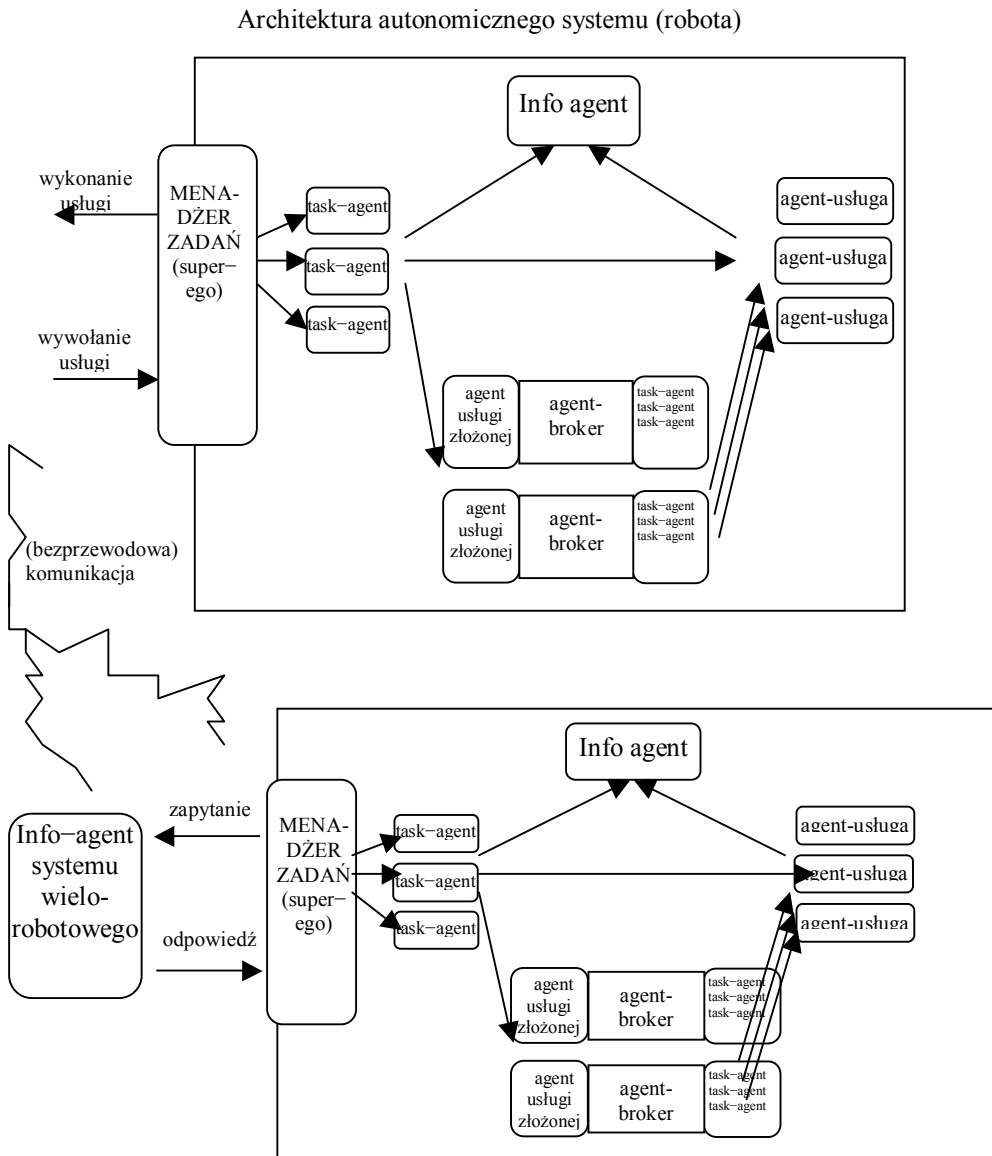 Architektura autonomicznego systemu (robota)
Info agent
wykonanie
usługi
MENA-
DŻER
ZADAŃ
(super−
ego)
task−agent
task−agent
task−agent
agent-usługa
agent-usługa
agent-usługa
wywołanie
usługi
agent
usługi
złożonej
agent-
broker
task−agent
task−agent
task−agent
agent
usługi
złożonej
agent-
broker
task−agent
task−agent
task−agent
(bezprzewodowa)
komunikacja
Info agent
zapytanie
Info−agent
systemu
wielo-
robotowego
odpowiedź
MENA-
DŻER
ZADAŃ
(super−
ego)
task−agent
task−agent
task−agent
agent-usługa
agent-usługa
agent-usługa
agent
usługi
złożonej
agent-
broker
task−agent
task−agent
task−agent
agent
usługi
złożonej
agent-
broker
task−agent
task−agent
task−agent